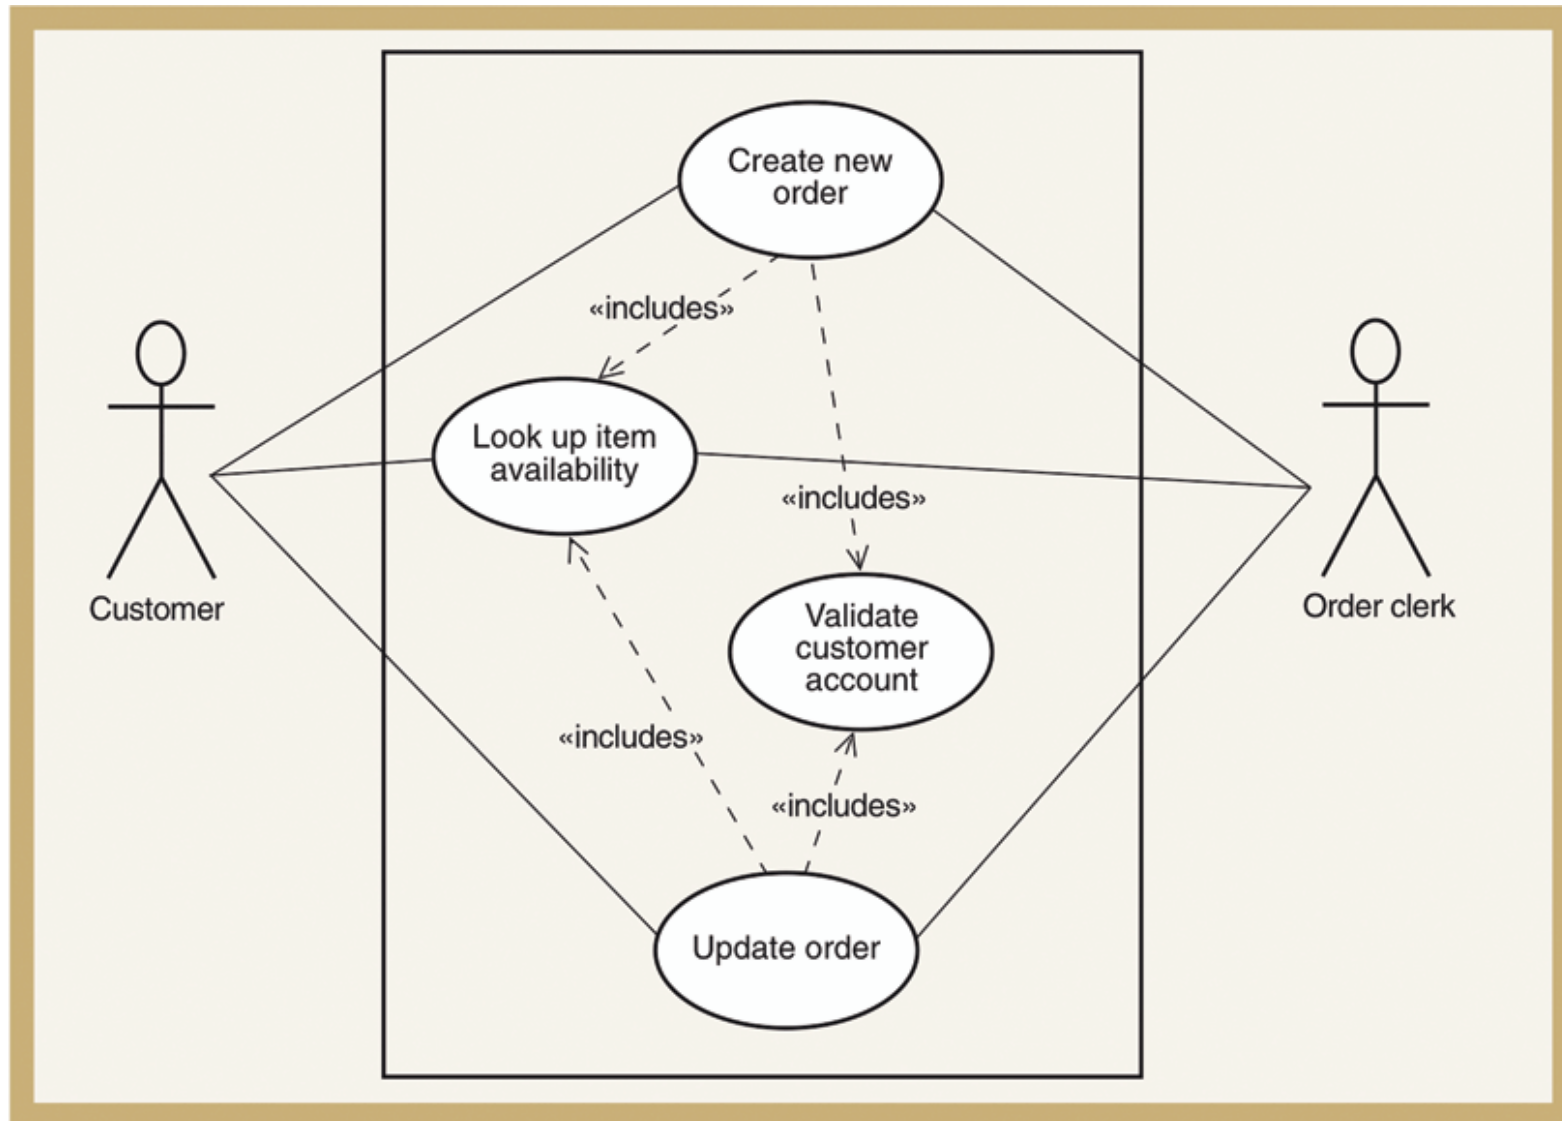 Create new
order
«includes»
Look up item
availability
«includes»
Customer
Order clerk
Validate
customer
account
«includes»
«includes»
Update order